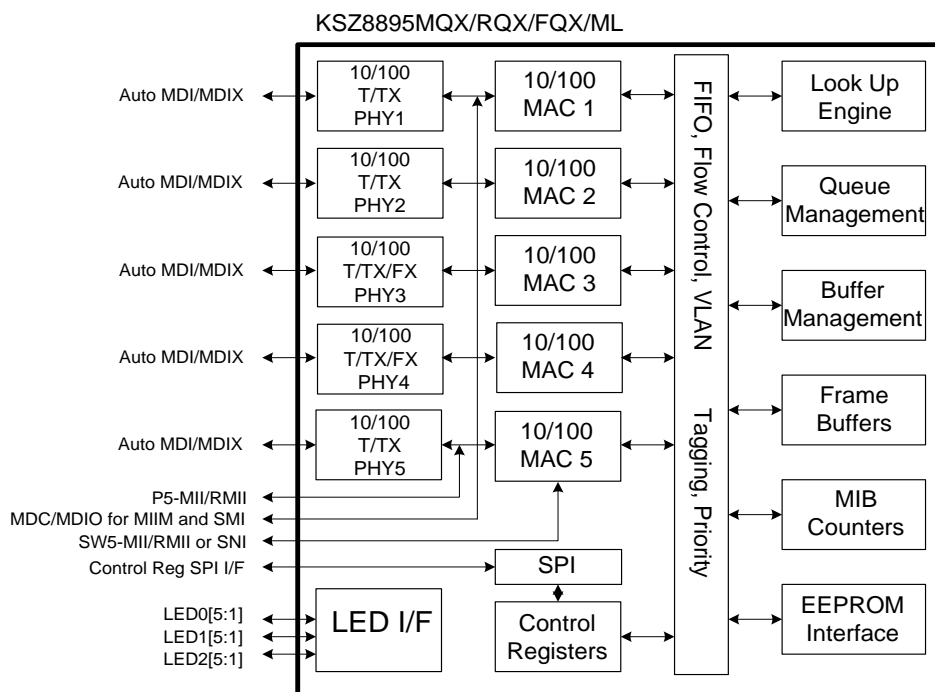 KSZ8895MQX/RQX/FQX/ML
Auto MDI/MDIX
10/100
T/TX
PHY1
10/100
MAC 1
Look Up
Engine
Auto MDI/MDIX
10/100
T/TX
PHY2
10/100
MAC 2
Queue
Management
Auto MDI/MDIX
10/100
T/TX/FX
PHY3
10/100
MAC 3
Buffer
Management
Auto MDI/MDIX
10/100
T/TX/FX
PHY4
10/100
MAC 4
Frame
Buffers
Auto MDI/MDIX
10/100
T/TX
PHY5
10/100
MAC 5
FIFO, Flow Control, VLAN Tagging, Priority
MIB
Counters
P5-MII/RMII
MDC/MDIO for MIIM and SMI
SW5-MII/RMII or SNI
Control Reg SPI I/F
SPI
LED0[5:1]
LED1[5:1]
LED2[5:1]
LED I/F
Control
Registers
EEPROM
Interface